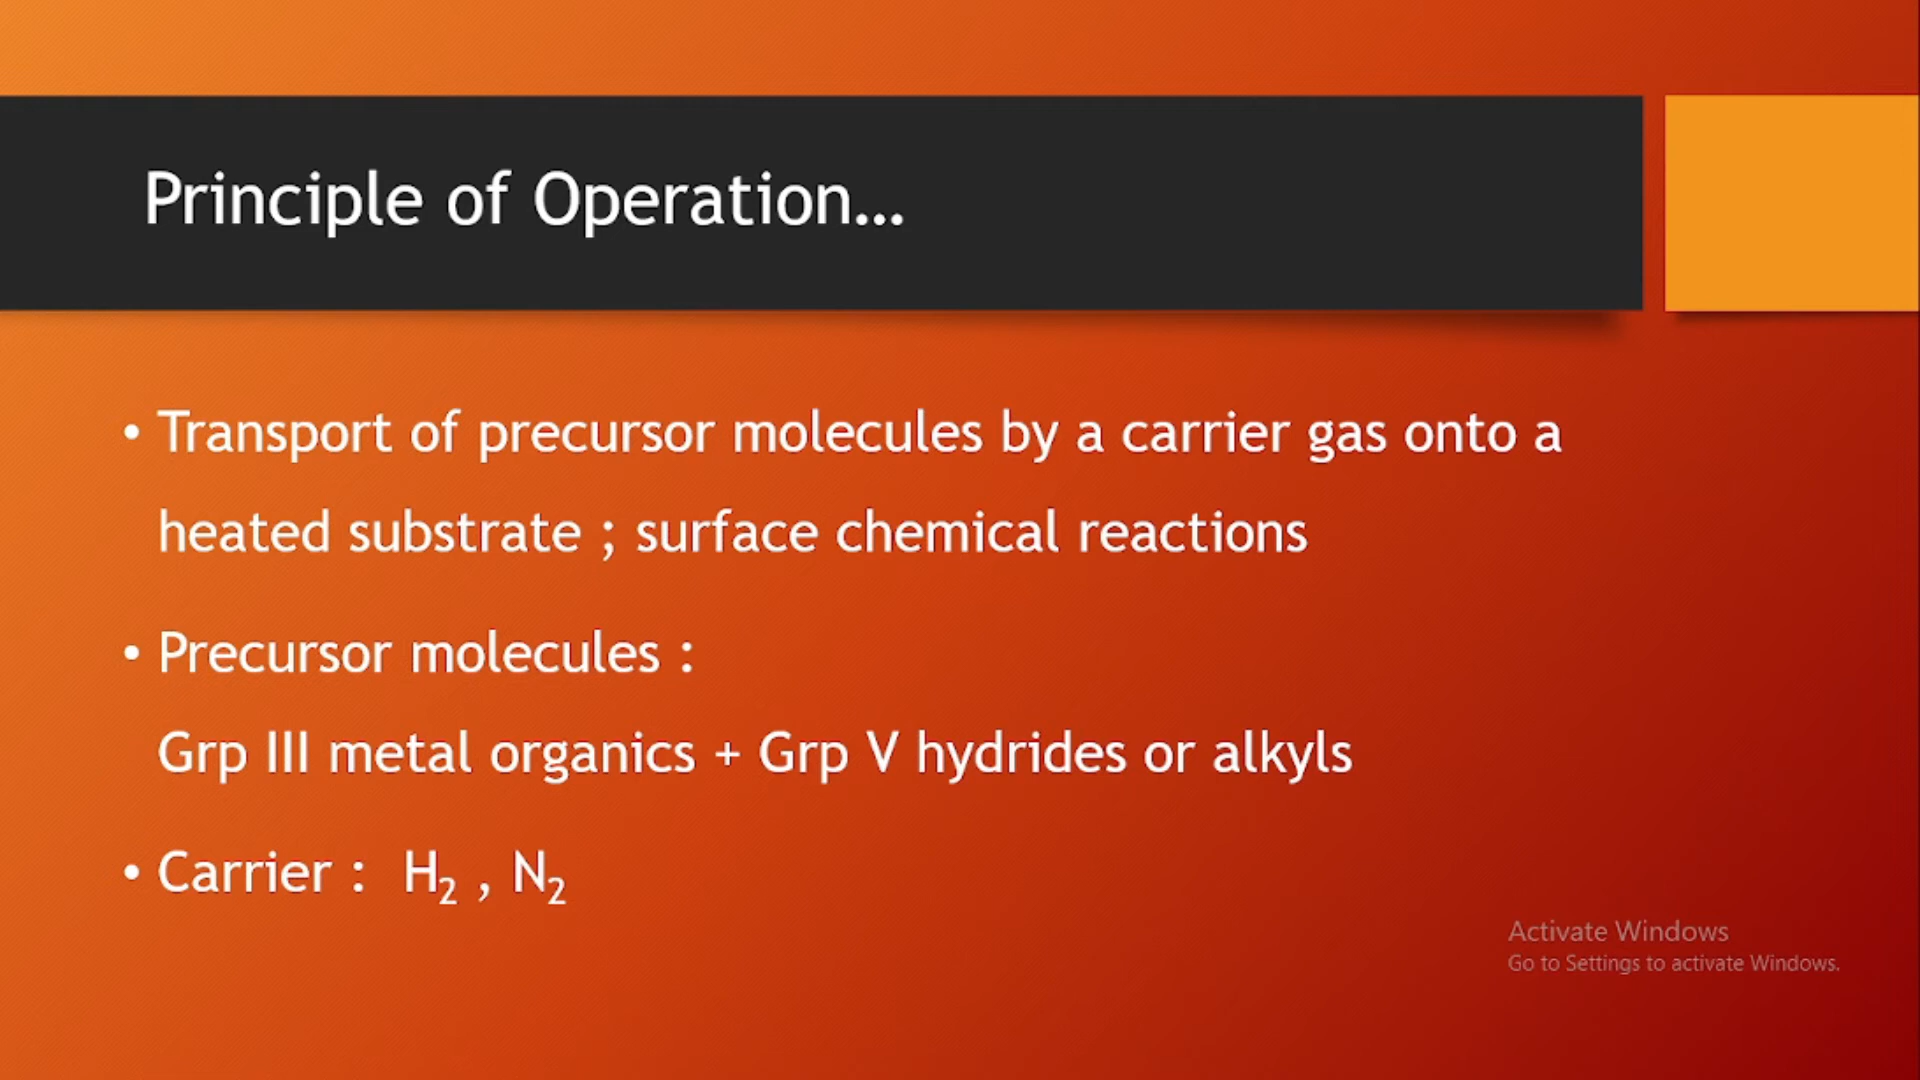 Principle of Operation...
• Transport of precursor molecules by a carrier gas onto a
heated substrate ; surface chemical reactions
• Precursor molecules :
Grp III metal organics + Grp V hydrides or alkyls
• Carrier : H₂ , N₂
Activate Windows
Go to Settings to activate Windows.